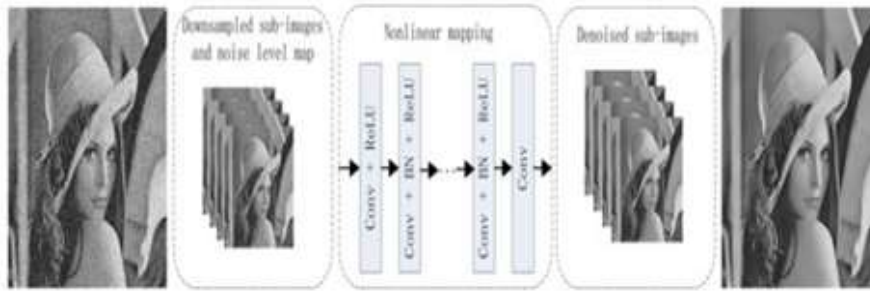 Downsampled sub-images
and noise level map
Nonlinear mapping
Conv + ReLU
Conv + BN + ReLU
...
Conv + BN + ReLU
Conv
Denoised sub-images